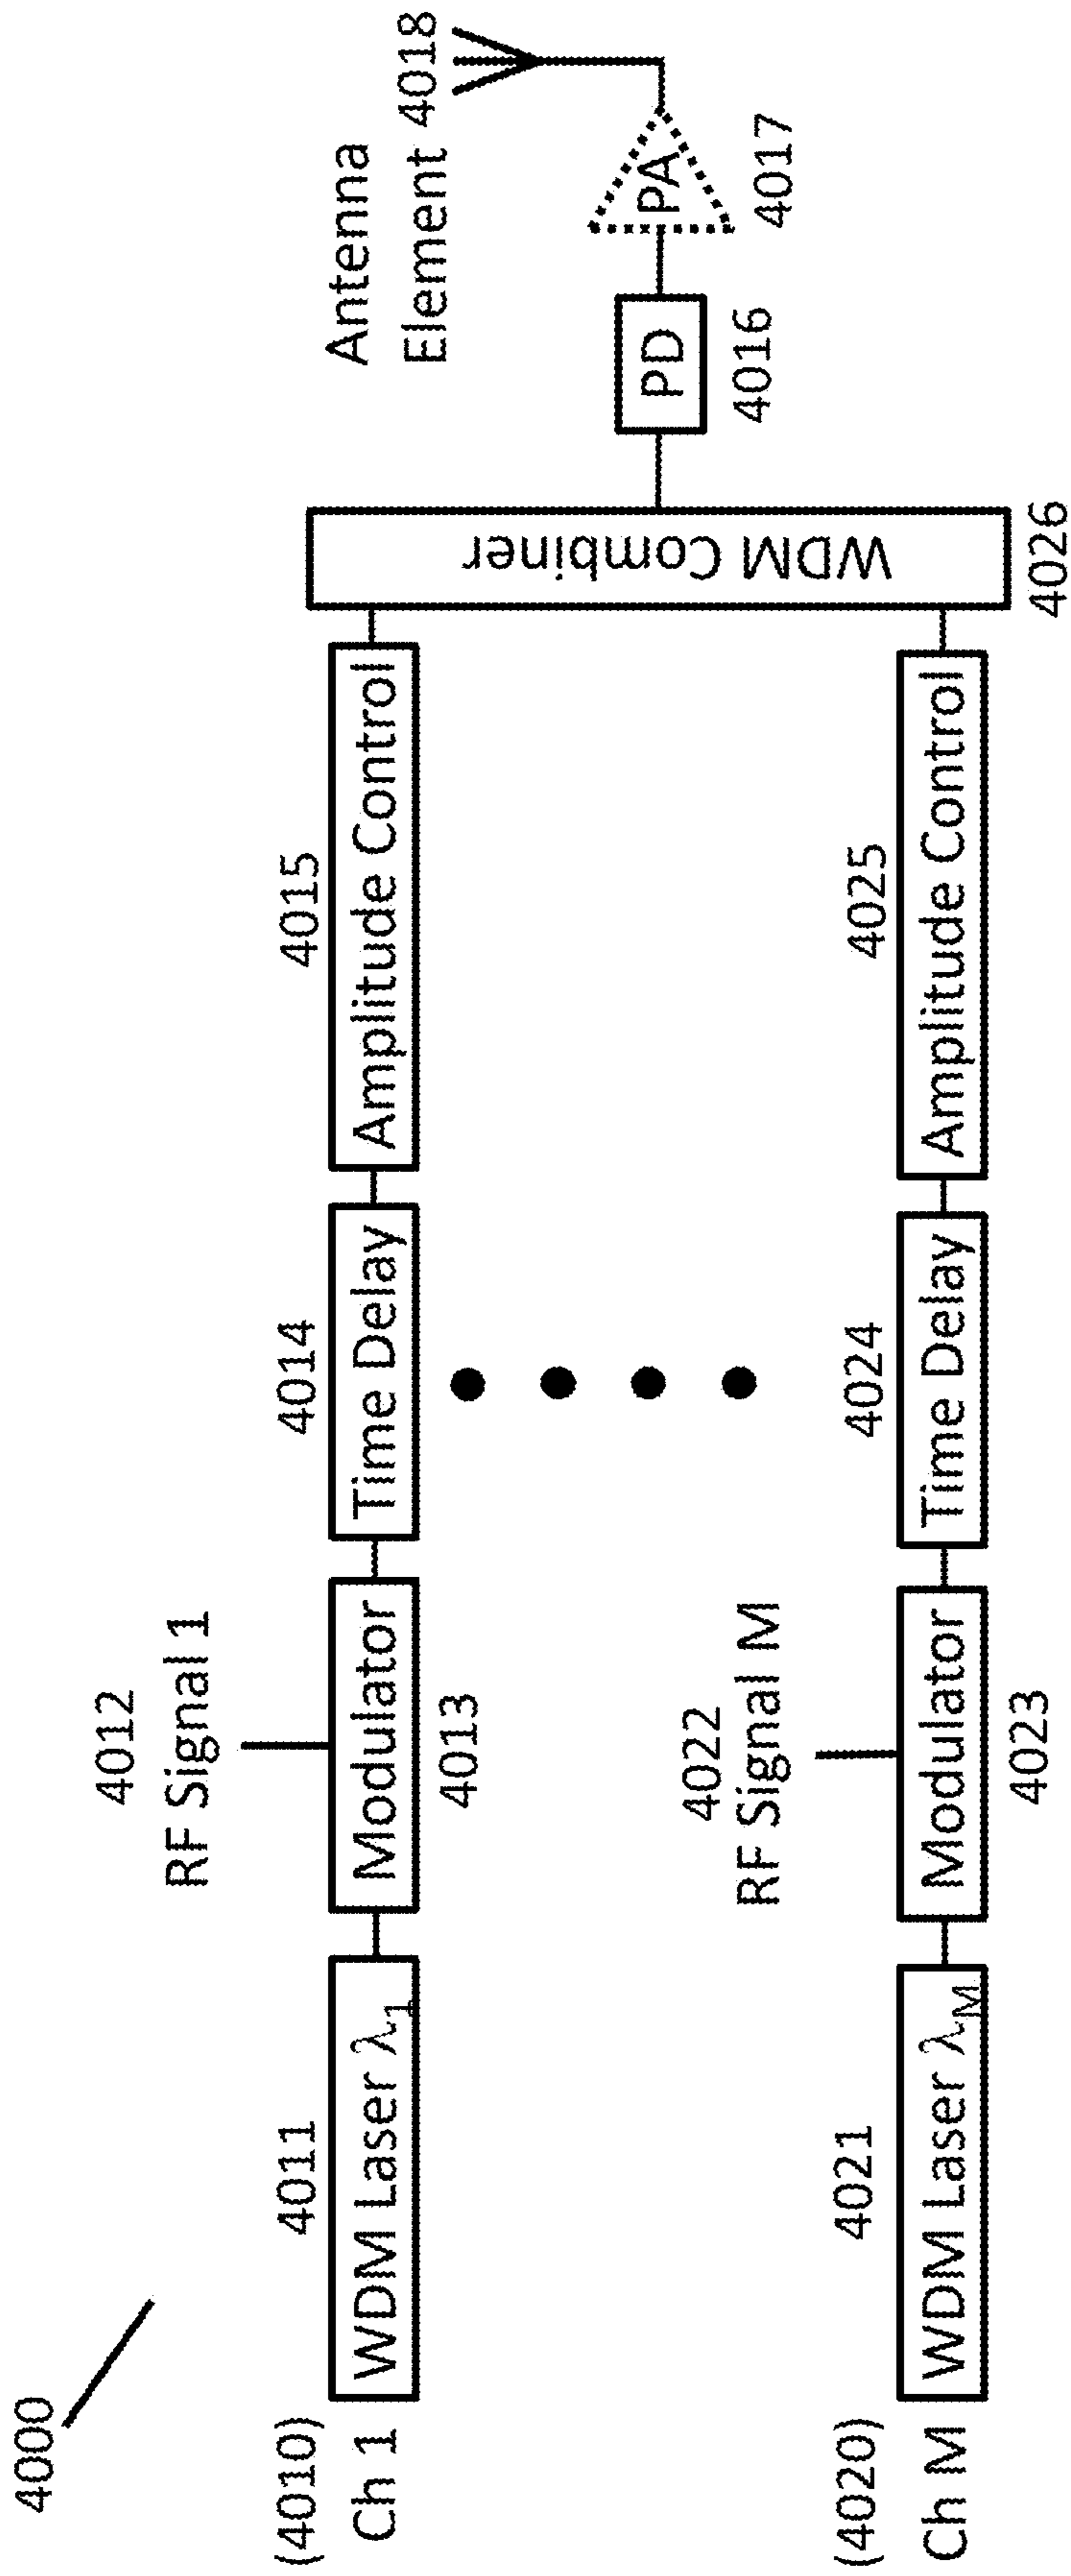 4000
4012
RF Signal 1
(4010)
Ch 1
4011
WDM Laser λ1
Modulator
4013
4014
Time Delay
4015
Amplitude Control
4022
RF Signal M
(4020)
Ch M
4021
WDM Laser λM
Modulator
4023
4024
Time Delay
4025
Amplitude Control
WDM Combiner
4026
PD
4016
PA
4017
Antenna
Element 4018